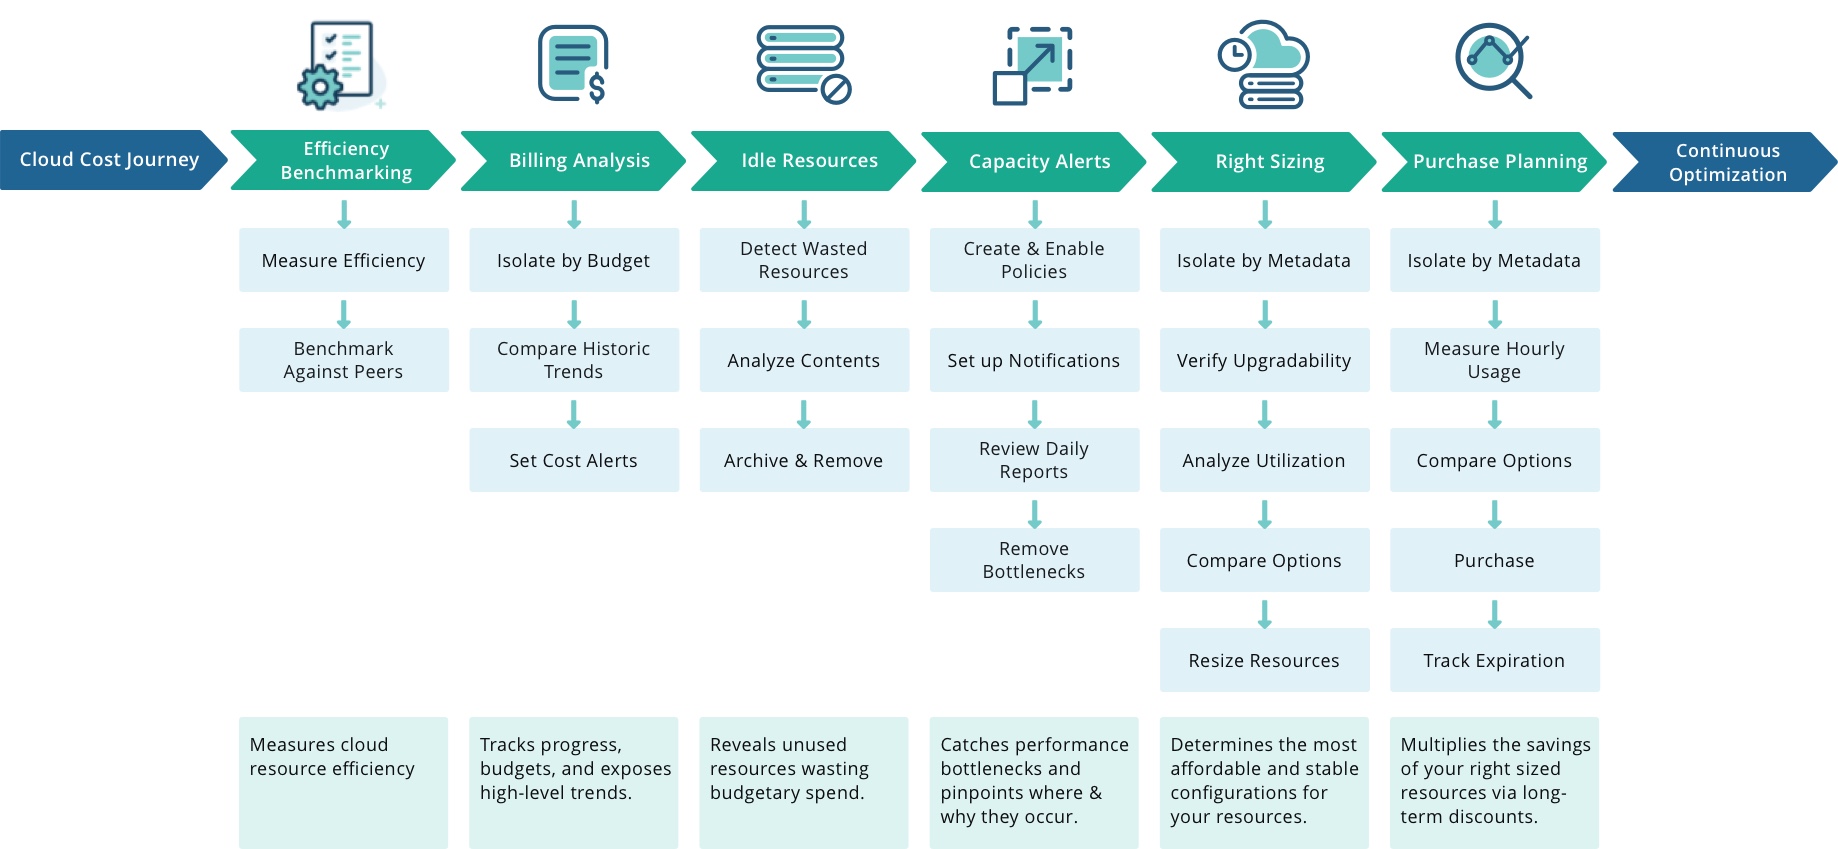 Cloud Cost Journey
Efficiency
Benchmarking
Billing Analysis
Idle Resources
Capacity Alerts
Right Sizing
Purchase Planning
Continuous
Optimization
Measure Efficiency
Benchmark
Against Peers
Isolate by Budget
Compare Historic
Trends
Set Cost Alerts
Detect Wasted
Resources
Analyze Contents
Archive & Remove
Create & Enable
Policies
Set up Notifications
Review Daily
Reports
Remove
Bottlenecks
Isolate by Metadata
Verify Upgradability
Analyze Utilization
Compare Options
Resize Resources
Isolate by Metadata
Measure Hourly
Usage
Compare Options
Purchase
Track Expiration
Measures cloud
resource efficiency
Tracks progress,
budgets, and exposes
high-level trends.
Reveals unused
resources wasting
budgetary spend.
Catches performance
bottlenecks and
pinpoints where &
why they occur.
Determines the most
affordable and stable
configurations for
your resources.
Multiplies the savings
of your right sized
resources via long-
term discounts.